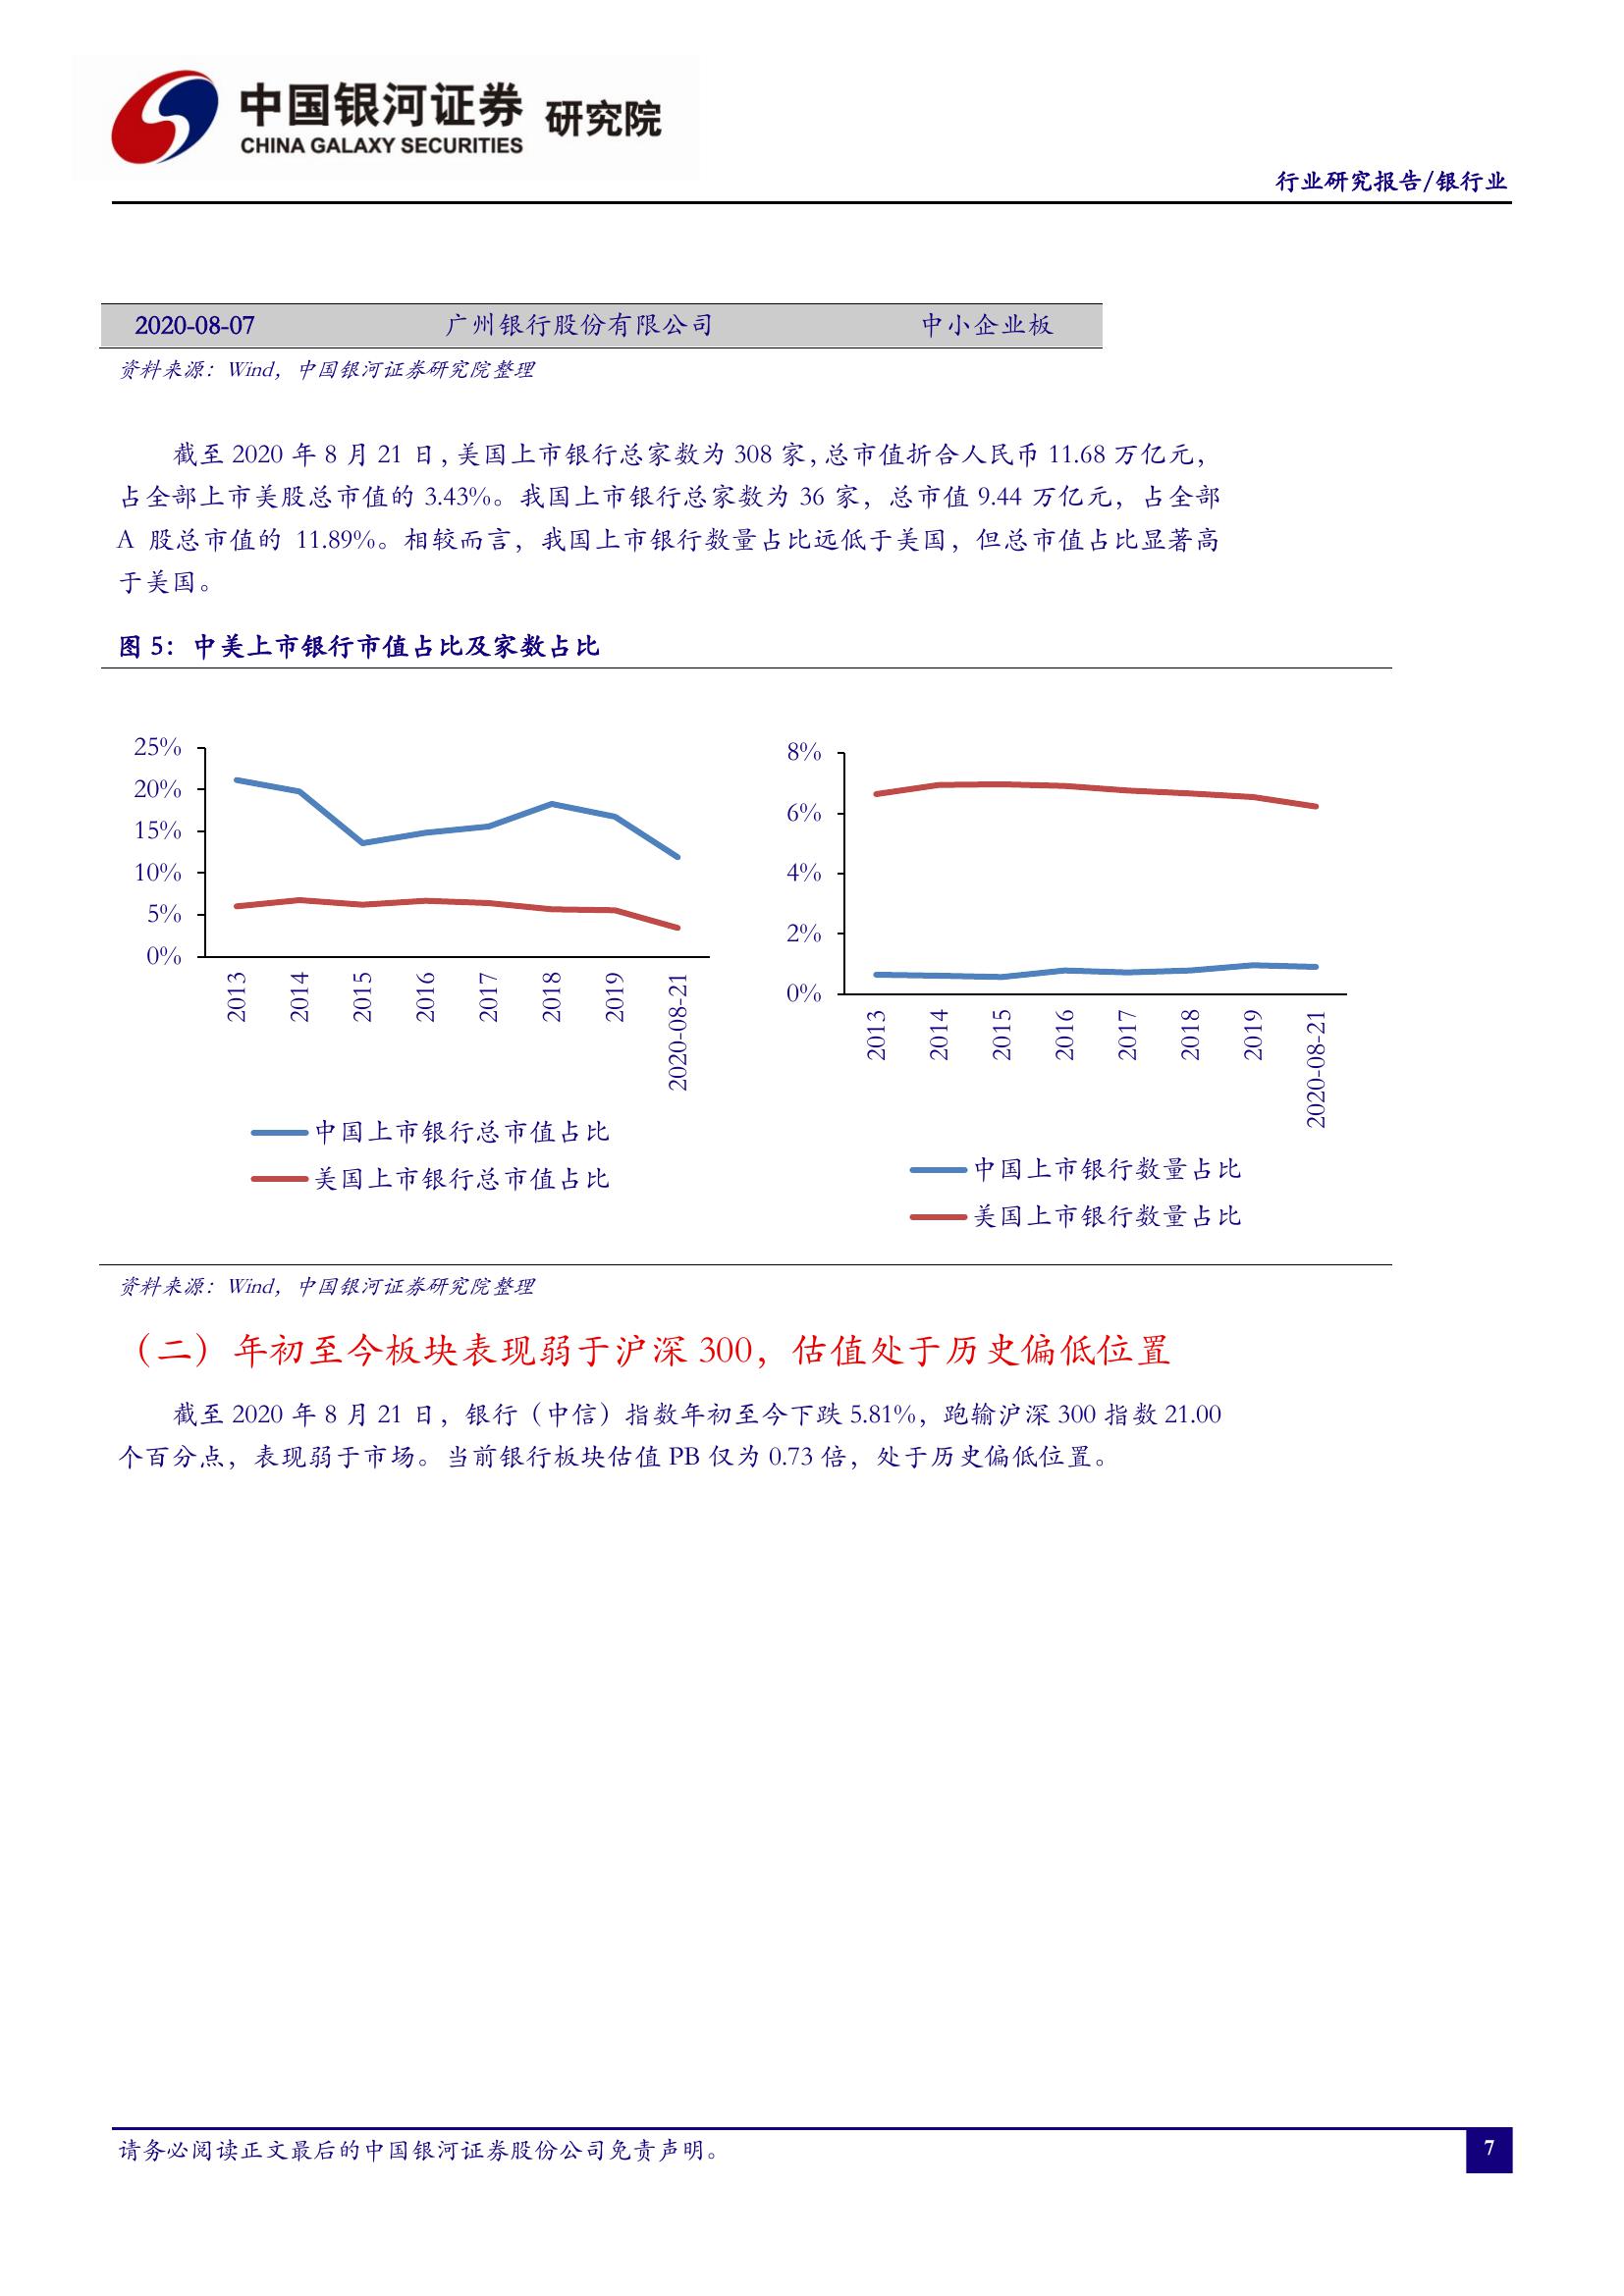 中国银河证券 研究院
CHINA GALAXY SECURITIES
行业研究报告/银行业
2020-08-07 广州银行股份有限公司 中小企业板
资料来源：Wind，中国银河证券研究院整理
截至 2020 年 8 月 21 日，美国上市银行总家数为 308 家，总市值折合人民币 11.68 万亿元，
占全部上市美股总市值的 3.43%。我国上市银行总家数为 36 家，总市值 9.44 万亿元，占全部
A 股总市值的 11.89%。相较而言，我国上市银行数量占比远低于美国，但总市值占比显著高
于美国。
图 5：中美上市银行市值占比及家数占比
25%
20%
15%
10%
5%
0%
2013
2014
2015
2016
2017
2018
2019
2020-08-21
中国上市银行总市值占比
美国上市银行总市值占比
8%
6%
4%
2%
0%
2013
2014
2015
2016
2017
2018
2019
2020-08-21
中国上市银行数量占比
美国上市银行数量占比
资料来源：Wind，中国银河证券研究院整理
（二）年初至今板块表现弱于沪深 300，估值处于历史偏低位置
截至 2020 年 8 月 21 日，银行（中信）指数年初至今下跌 5.81%，跑输沪深 300 指数 21.00
个百分点，表现弱于市场。当前银行板块估值 PB 仅为 0.73 倍，处于历史偏低位置。
请务必阅读正文最后的中国银河证券股份公司免责声明。
7